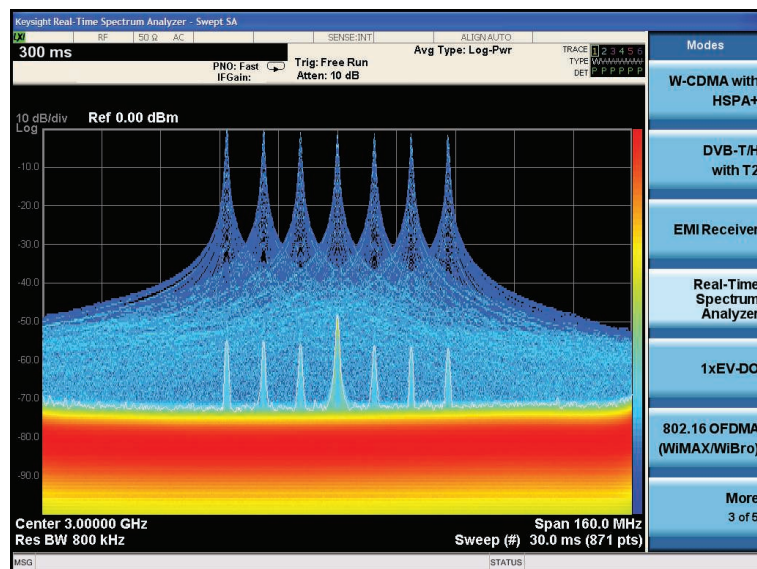 Keysight Real-Time Spectrum Analyzer - Swept SA
LXI RF 50 Ω AC SENSE:INT ALIGN AUTO
300 ms
PNO: Fast
IFGain:
Trig: Free Run
Atten: 10 dB
Avg Type: Log-Pwr
TRACE 1 2 3 4 5 6
TYPE
DET P P P P P P
10 dB/div
Log
Ref 0.00 dBm
-10.0
-20.0
-30.0
-40.0
-50.0
-60.0
-70.0
-80.0
-90.0
Center 3.00000 GHz
Res BW 800 kHz
Span 160.0 MHz
Sweep (#) 30.0 ms (871 pts)
MSG
STATUS
Modes
W-CDMA with
HSPA+
DVB-T/H
with T2
EMI Receiver
Real-Time
Spectrum
Analyzer
1xEV-DO
802.16 OFDMA
(WiMAX/WiBro)
More
3 of 5